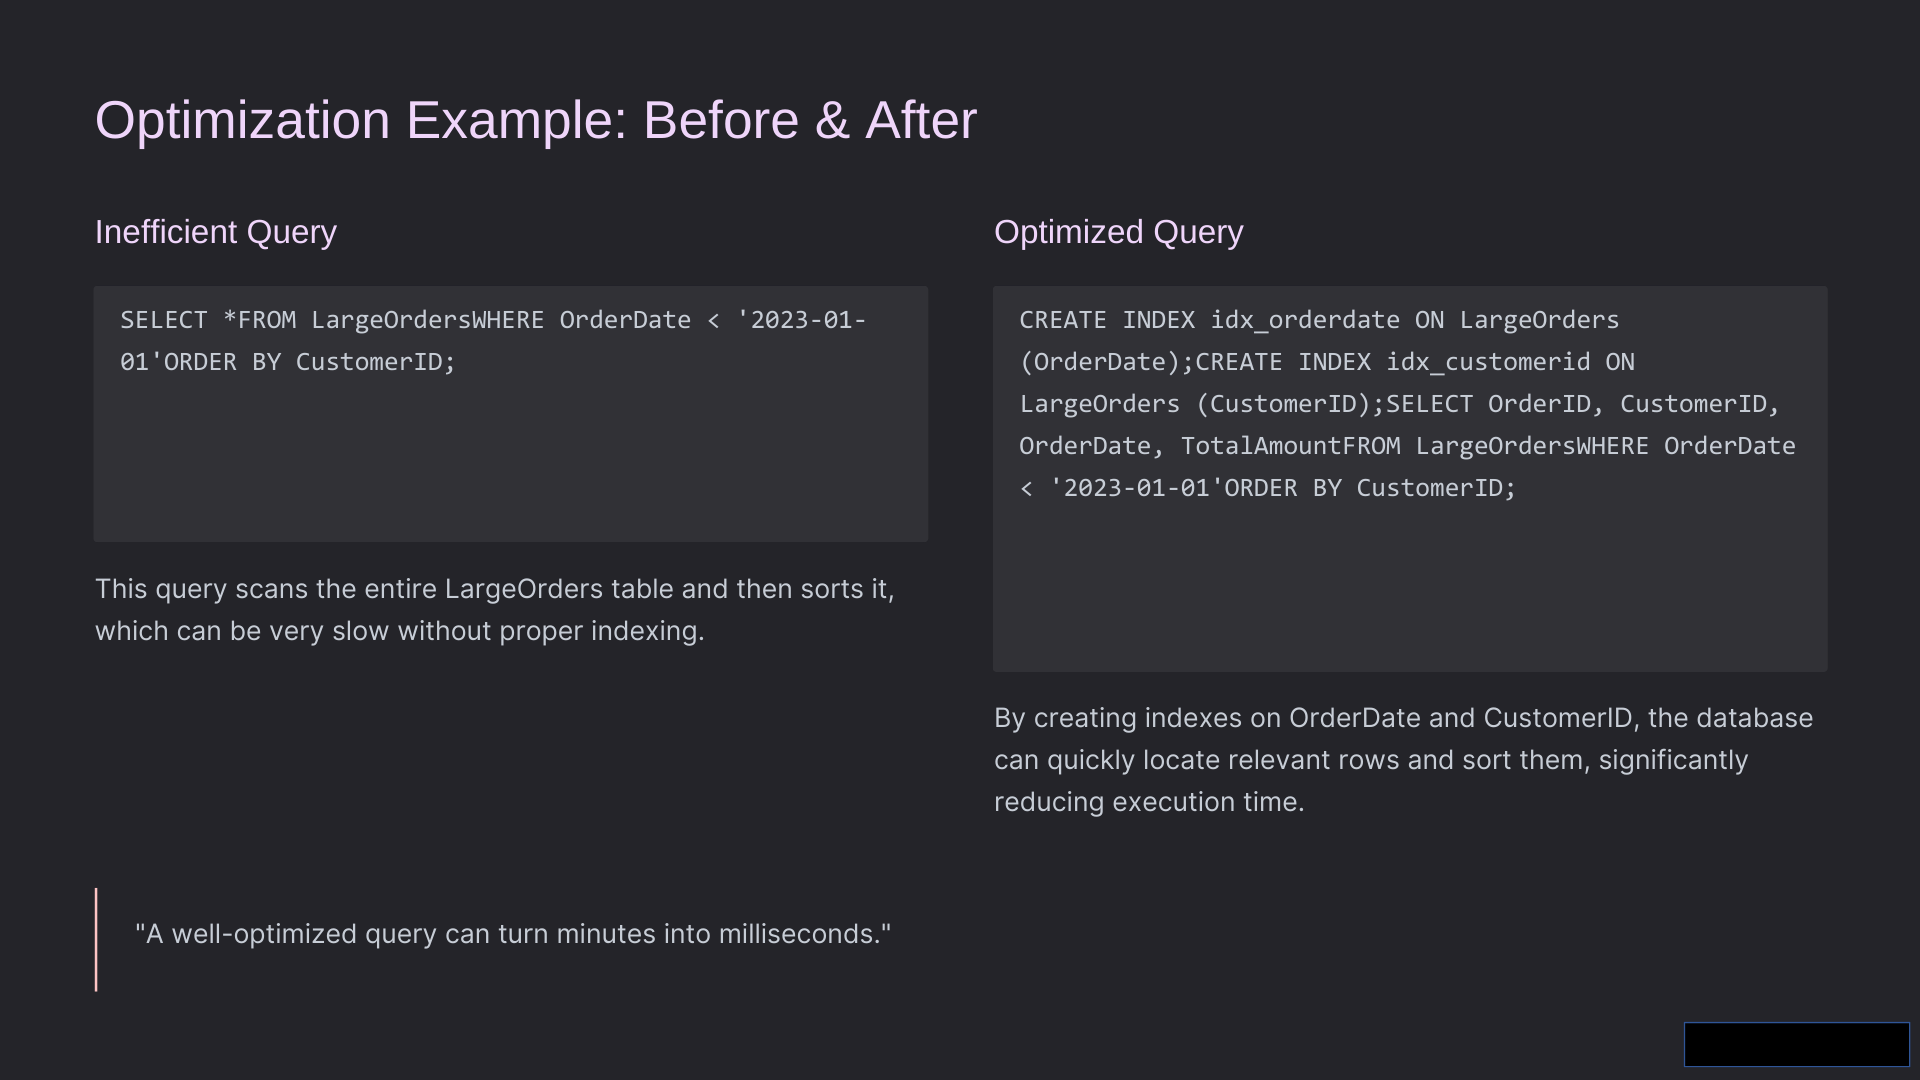 Optimization Example: Before & After
Inefficient Query
SELECT *FROM LargeOrdersWHERE OrderDate < '2023-01-
01'ORDER BY CustomerID;
This query scans the entire LargeOrders table and then sorts it,
which can be very slow without proper indexing.
Optimized Query
CREATE INDEX idx_orderdate ON LargeOrders
(OrderDate);CREATE INDEX idx_customerid ON
LargeOrders (CustomerID);SELECT OrderID, CustomerID,
OrderDate, TotalAmountFROM LargeOrdersWHERE OrderDate
< '2023-01-01'ORDER BY CustomerID;
By creating indexes on OrderDate and CustomerID, the database
can quickly locate relevant rows and sort them, significantly
reducing execution time.
"A well-optimized query can turn minutes into milliseconds."